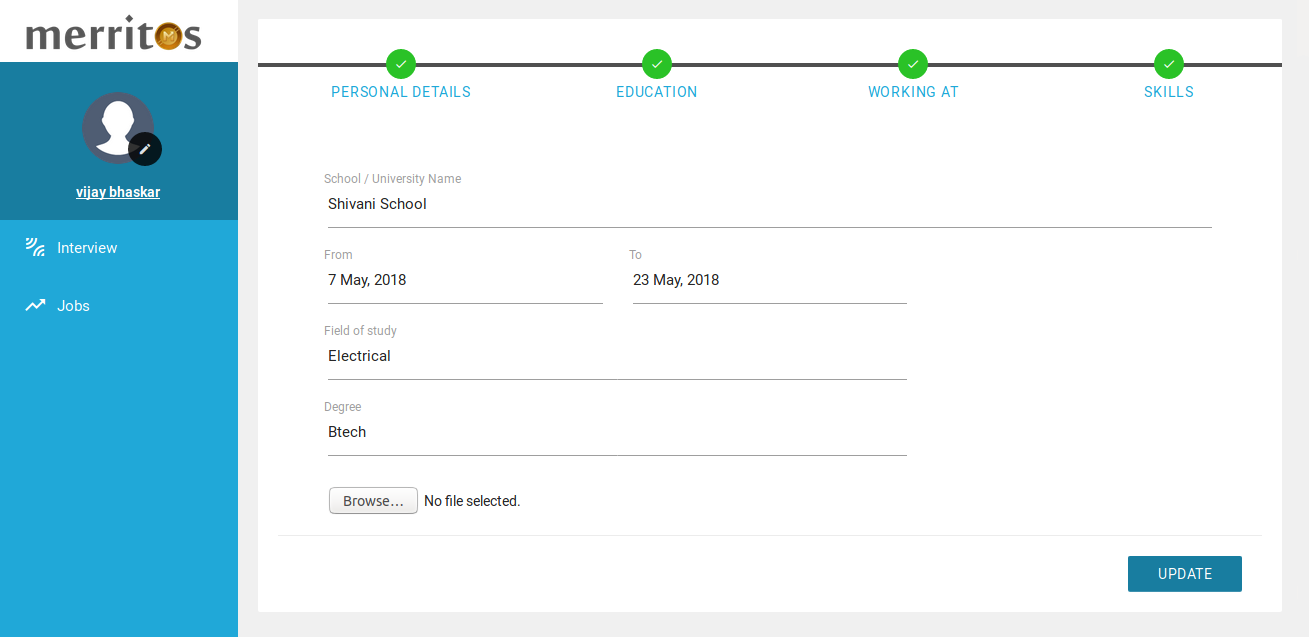 merritos
vijay bhaskar
Interview
Jobs
PERSONAL DETAILS EDUCATION WORKING AT SKILLS
School / University Name
Shivani School
From To
7 May, 2018 23 May, 2018
Field of study
Electrical
Degree
Btech
Browse... No file selected.
UPDATE